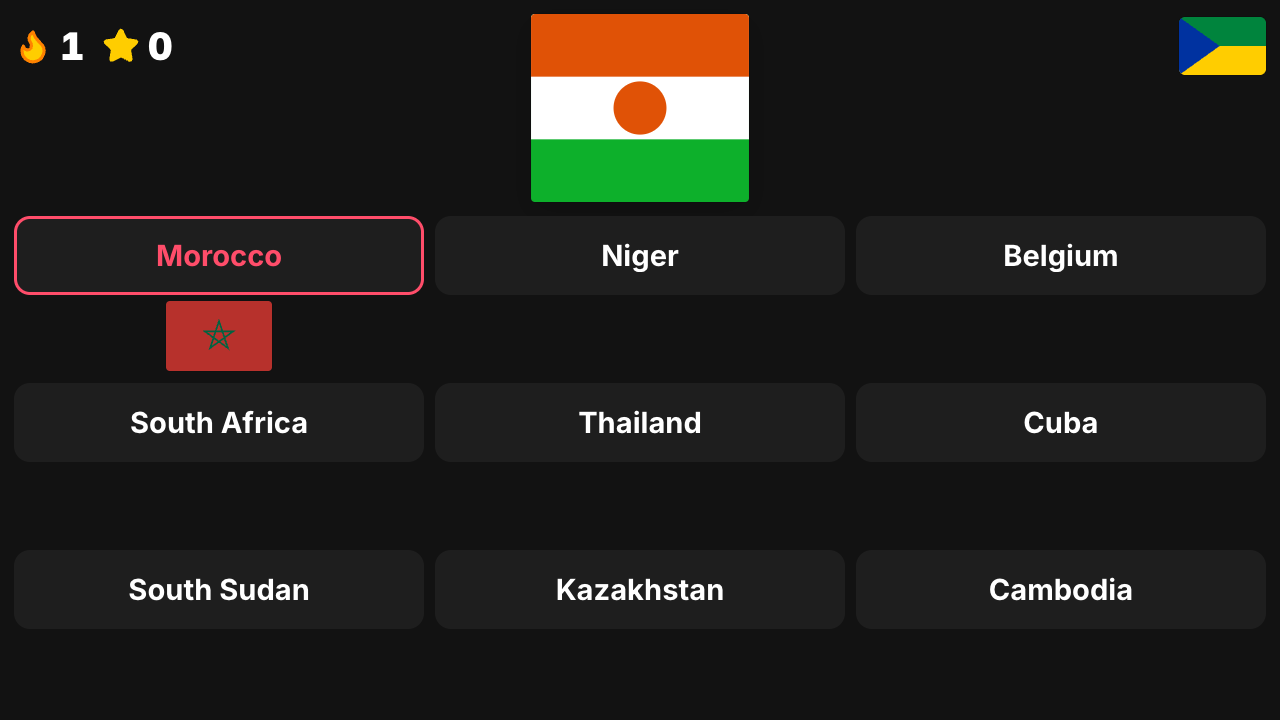 1 0
Morocco
Niger
Belgium
South Africa
Thailand
Cuba
South Sudan
Kazakhstan
Cambodia